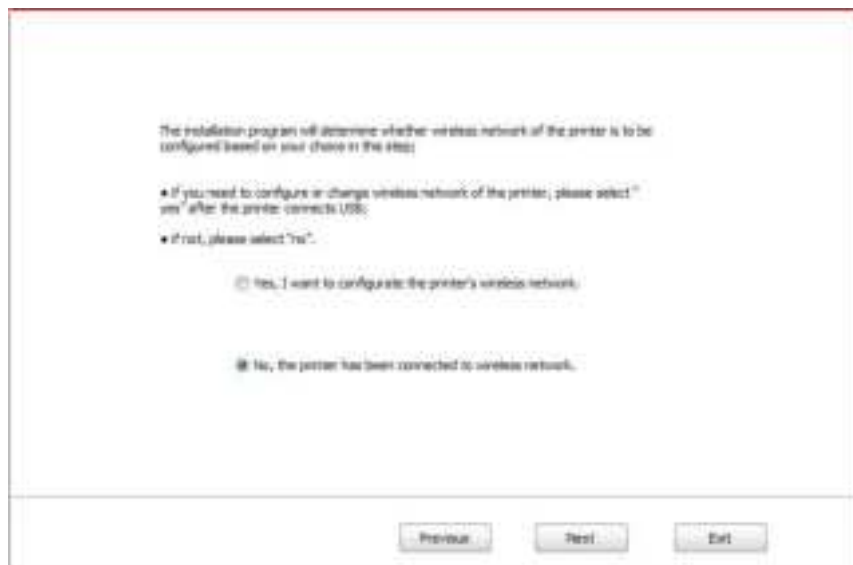 The installation program will determine whether wireless network of the printer is to be
configured based on your choice in this step:
● If you need to configure or change wireless network of the printer, please select "
yes" after the printer connects USB;
● If not, please select "no".
Yes, I want to configurate the printer's wireless network.
No, the printer has been connected to wireless network.
Previous Next Exit